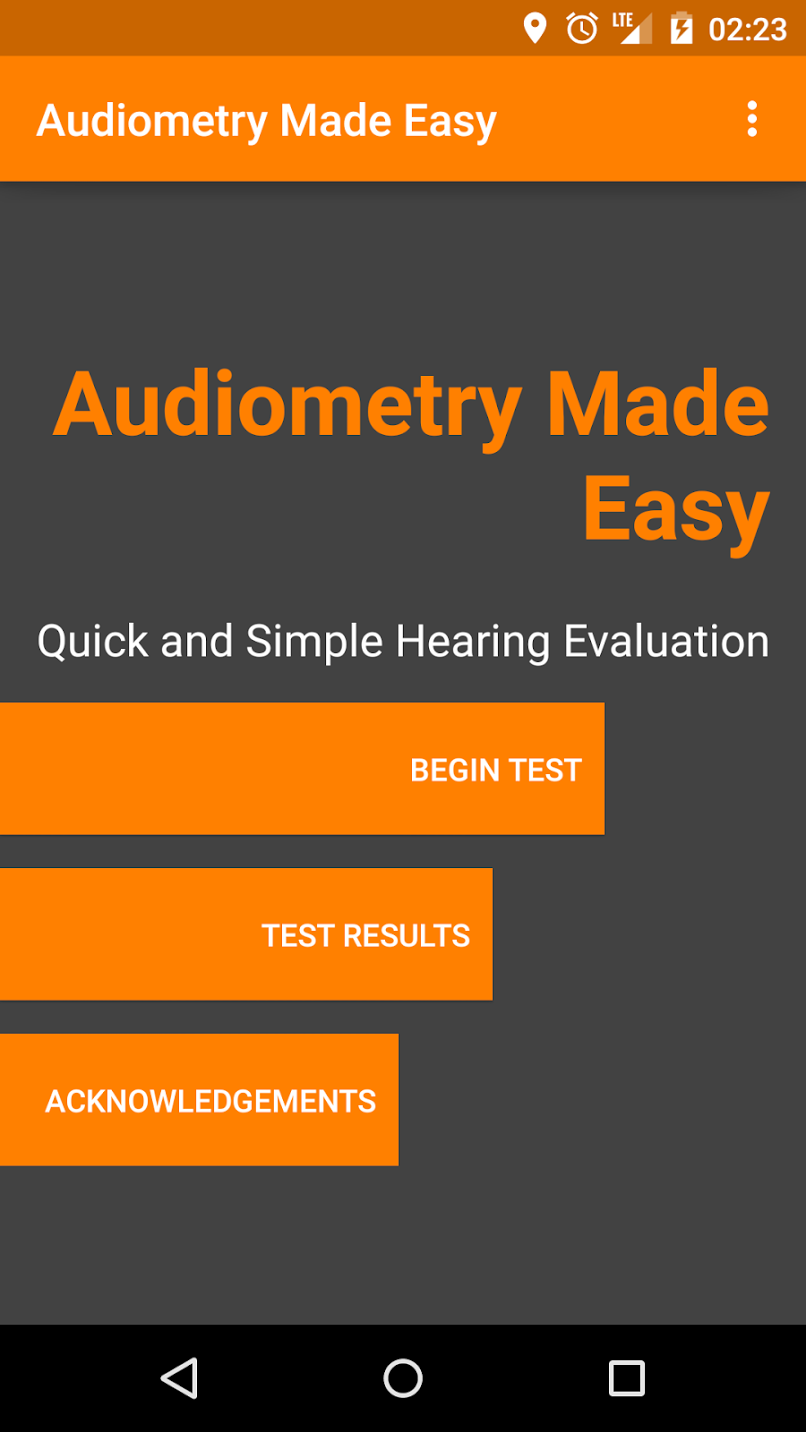 LTE 02:23
Audiometry Made Easy
Audiometry Made
Easy
Quick and Simple Hearing Evaluation
BEGIN TEST
TEST RESULTS
ACKNOWLEDGEMENTS